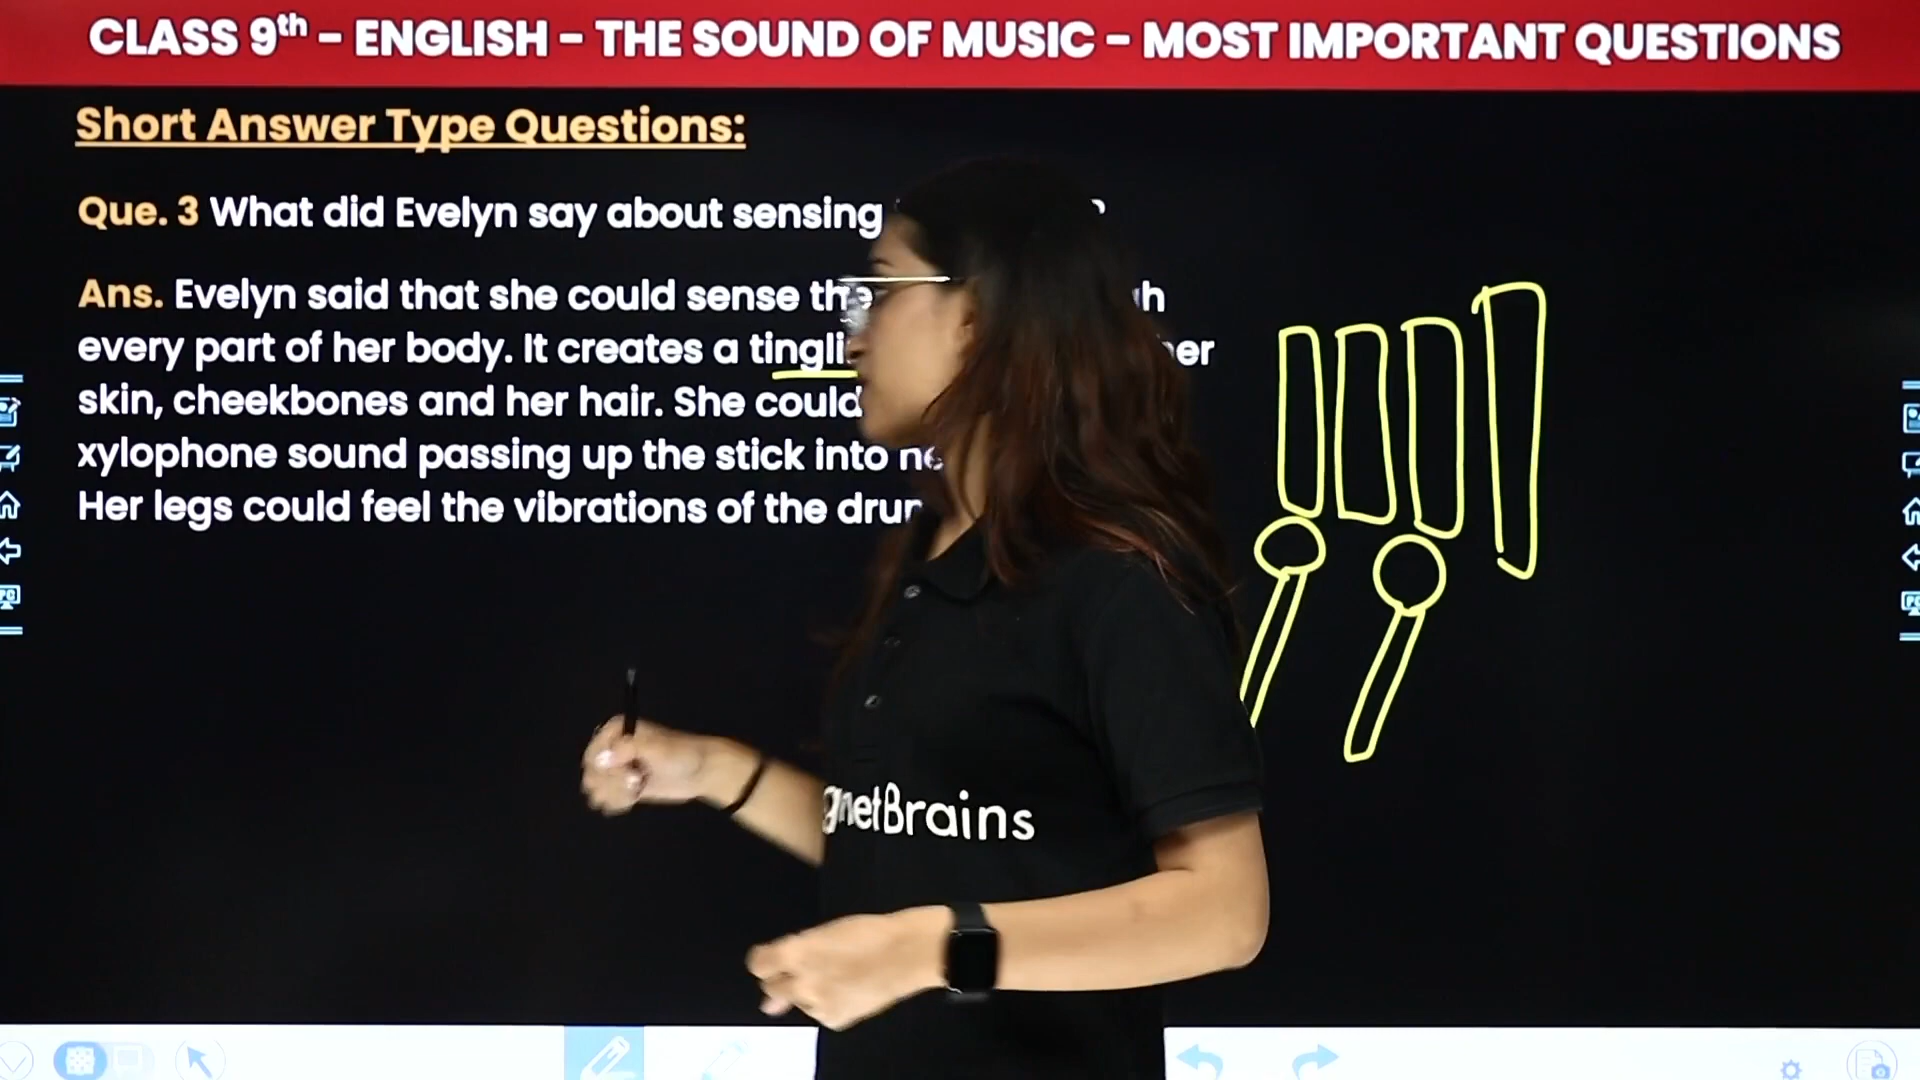 CLASS 9th – ENGLISH – THE SOUND OF MUSIC – MOST IMPORTANT QUESTIONS
Short Answer Type Questions:
Que. 3 What did Evelyn say about sensing
Ans. Evelyn said that she could sense the
every part of her body. It creates a
skin, cheekbones and her hair. She could
xylophone sound passing up the stick into
Her legs could feel the vibrations of the
netBrains